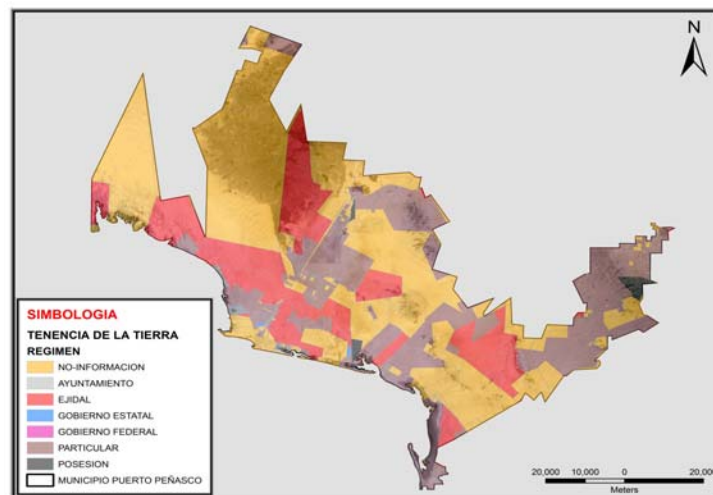 N
SIMBOLOGIA
TENENCIA DE LA TIERRA
REGIMEN
NO-INFORMACION
AYUNTAMIENTO
EJIDAL
GOBIERNO ESTATAL
GOBIERNO FEDERAL
PARTICULAR
POSESION
MUNICIPIO PUERTO PEÑASCO
20,000 10,000 0 20,000
Meters